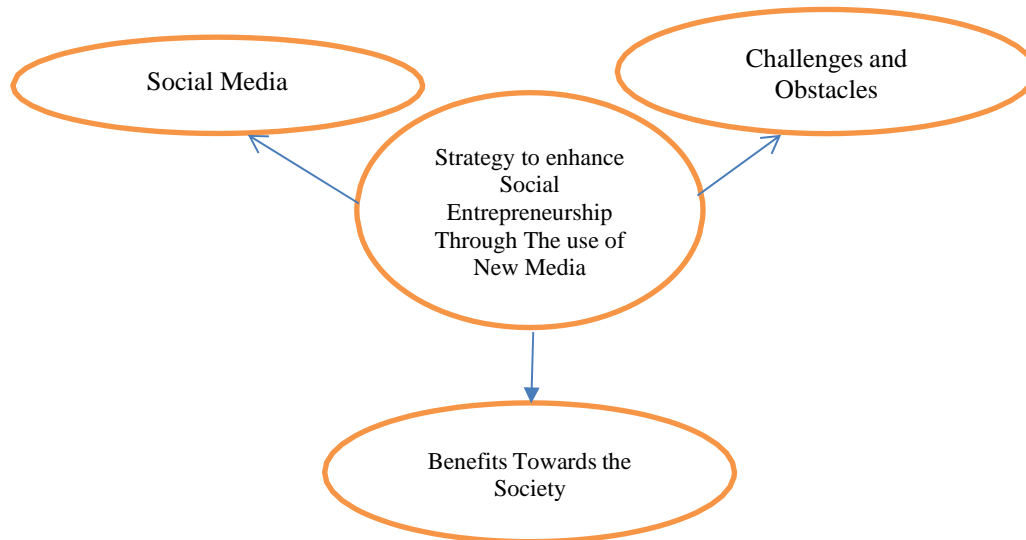 Social Media
Challenges and
Obstacles
Strategy to enhance
Social
Entrepreneurship
Through The use of
New Media
Benefits Towards the
Society